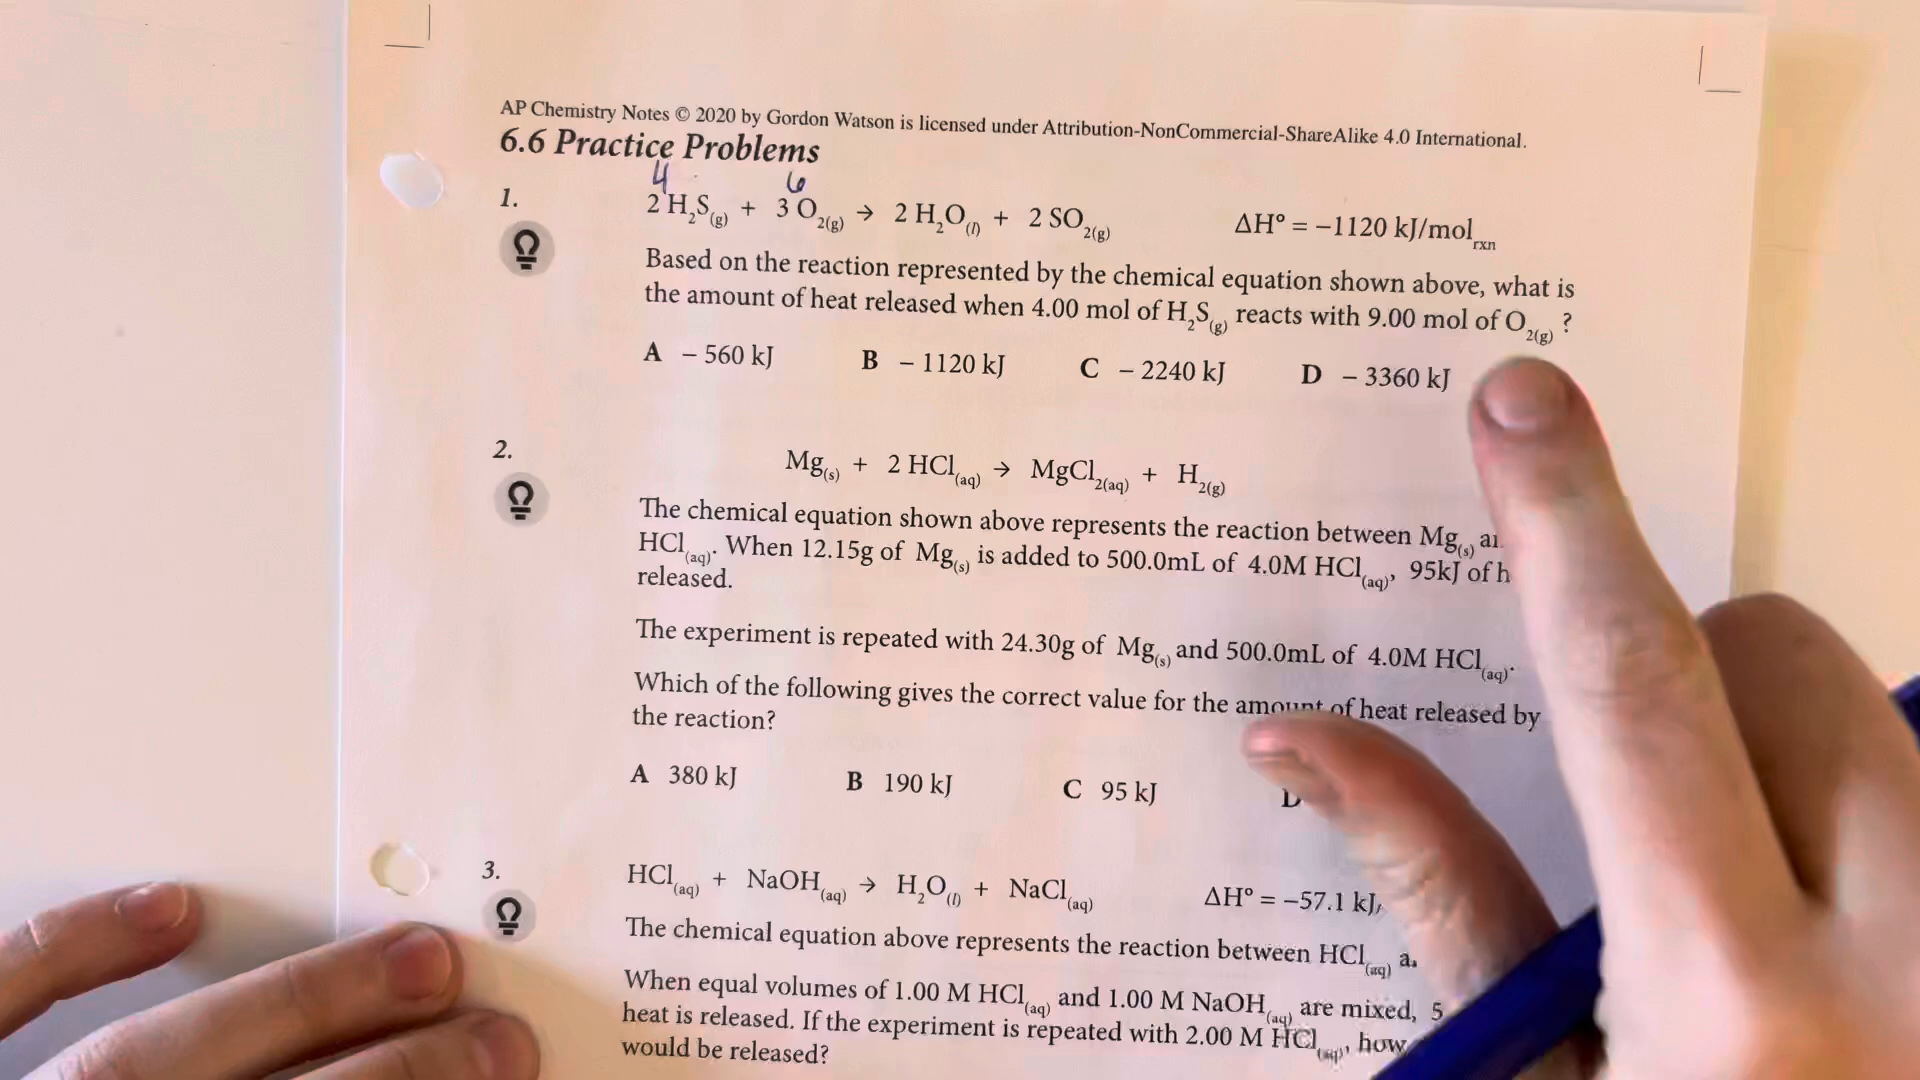 AP Chemistry Notes © 2020 by Gordon Watson is licensed under Attribution-NonCommercial-ShareAlike 4.0 International.
6.6 Practice Problems
4 6
1. 2 H₂S(g) + 3 O₂(g) → 2 H₂O(l) + 2 SO₂(g) ΔH° = −1120 kJ/molrxn
Based on the reaction represented by the chemical equation shown above, what is
the amount of heat released when 4.00 mol of H₂S(g) reacts with 9.00 mol of O₂(g) ?
A – 560 kJ B – 1120 kJ C – 2240 kJ D – 3360 kJ
2. Mg(s) + 2 HCl(aq) → MgCl₂(aq) + H₂(g)
The chemical equation shown above represents the reaction between Mg(s)
HCl(aq). When 12.15g of Mg(s) is added to 500.0mL of 4.0M HCl(aq), 95kJ of
released.
The experiment is repeated with 24.30g of Mg(s) and 500.0mL of 4.0M HCl(aq).
Which of the following gives the correct value for the amount of heat released by
the reaction?
A 380 kJ B 190 kJ C 95 kJ D
3. HCl(aq) + NaOH(aq) → H₂O(l) + NaCl(aq) ΔH° = −57.1 kJ
The chemical equation above represents the reaction between HCl(aq)
When equal volumes of 1.00 M HCl(aq) and 1.00 M NaOH(aq) are mixed, 5
heat is released. If the experiment is repeated with 2.00 M HCl(aq), how
would be released?